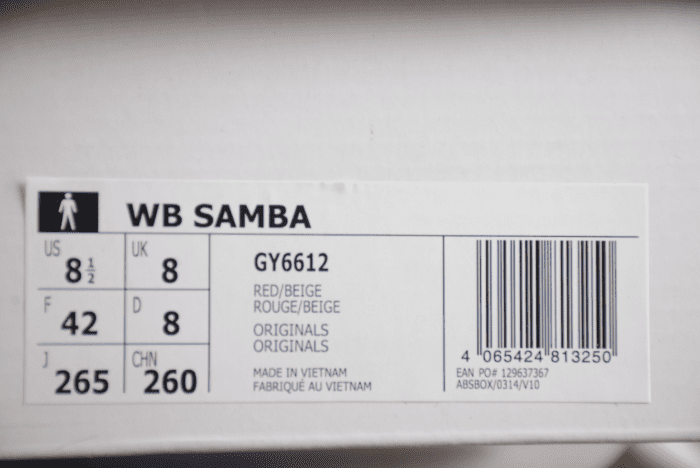 WB SAMBA
US 8½ UK 8
F 42 D 8
J 265 CHN 260
GY6612
RED/BEIGE
ROUGE/BEIGE
ORIGINALS
ORIGINALS
MADE IN VIETNAM
FABRIQUÉ AU VIETNAM
4 065424 813250
EAN PO# 129637367
ABSBOX/0314/V10